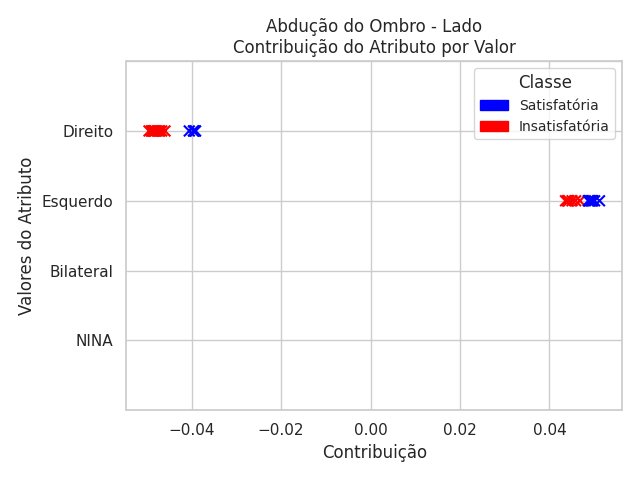 Abdução do Ombro - Lado
Contribuição do Atributo por Valor
Classe
Satisfatória
Insatisfatória
Valores do Atributo
Direito
Esquerdo
Bilateral
NINA
−0.04
−0.02
0.00
0.02
0.04
Contribuição